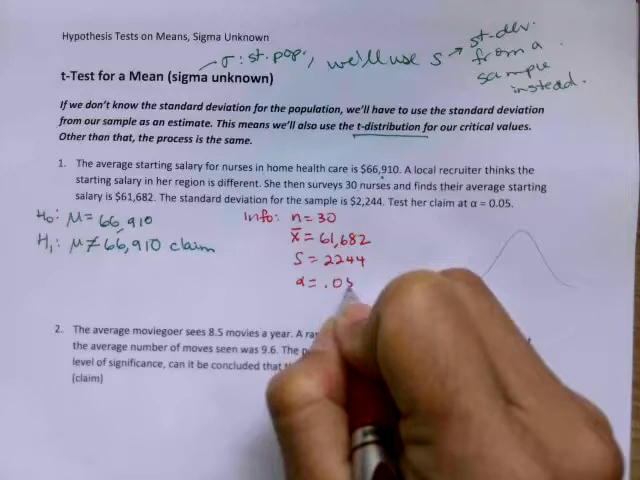 Hypothesis Tests on Means, Sigma Unknown
σ: st. pop., we'll use s → st. dev. from a sample instead.
t-Test for a Mean (sigma unknown)
If we don't know the standard deviation for the population, we'll have to use the standard deviation
from our sample as an estimate. This means we'll also use the t-distribution for our critical values.
Other than that, the process is the same.
1. The average starting salary for nurses in home health care is $66,910. A local recruiter thinks the
starting salary in her region is different. She then surveys 30 nurses and finds their average starting
salary is $61,682. The standard deviation for the sample is $2,244. Test her claim at α = 0.05.
H₀: μ = 66,910
H₁: μ ≠ 66,910 claim
Info: n = 30
x̄ = 61,682
s = 2244
α = .05
2. The average moviegoer sees 8.5 movies a year. A
the average number of moves seen was 9.6. The
level of significance, can it be concluded that
(claim)